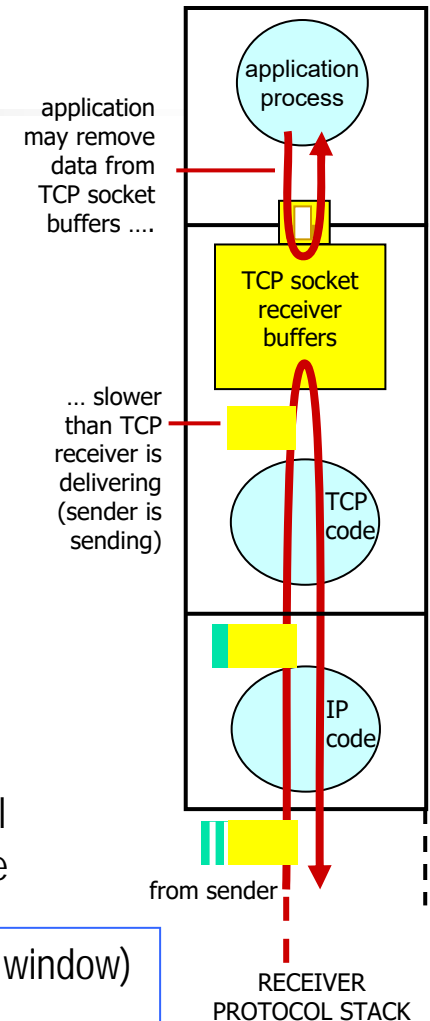 application
process
application
may remove
data from
TCP socket
buffers ....
TCP socket
receiver
buffers
... slower
than TCP
receiver is
delivering
(sender is
sending)
TCP
code
IP
code
from sender
window)
RECEIVER
PROTOCOL STACK